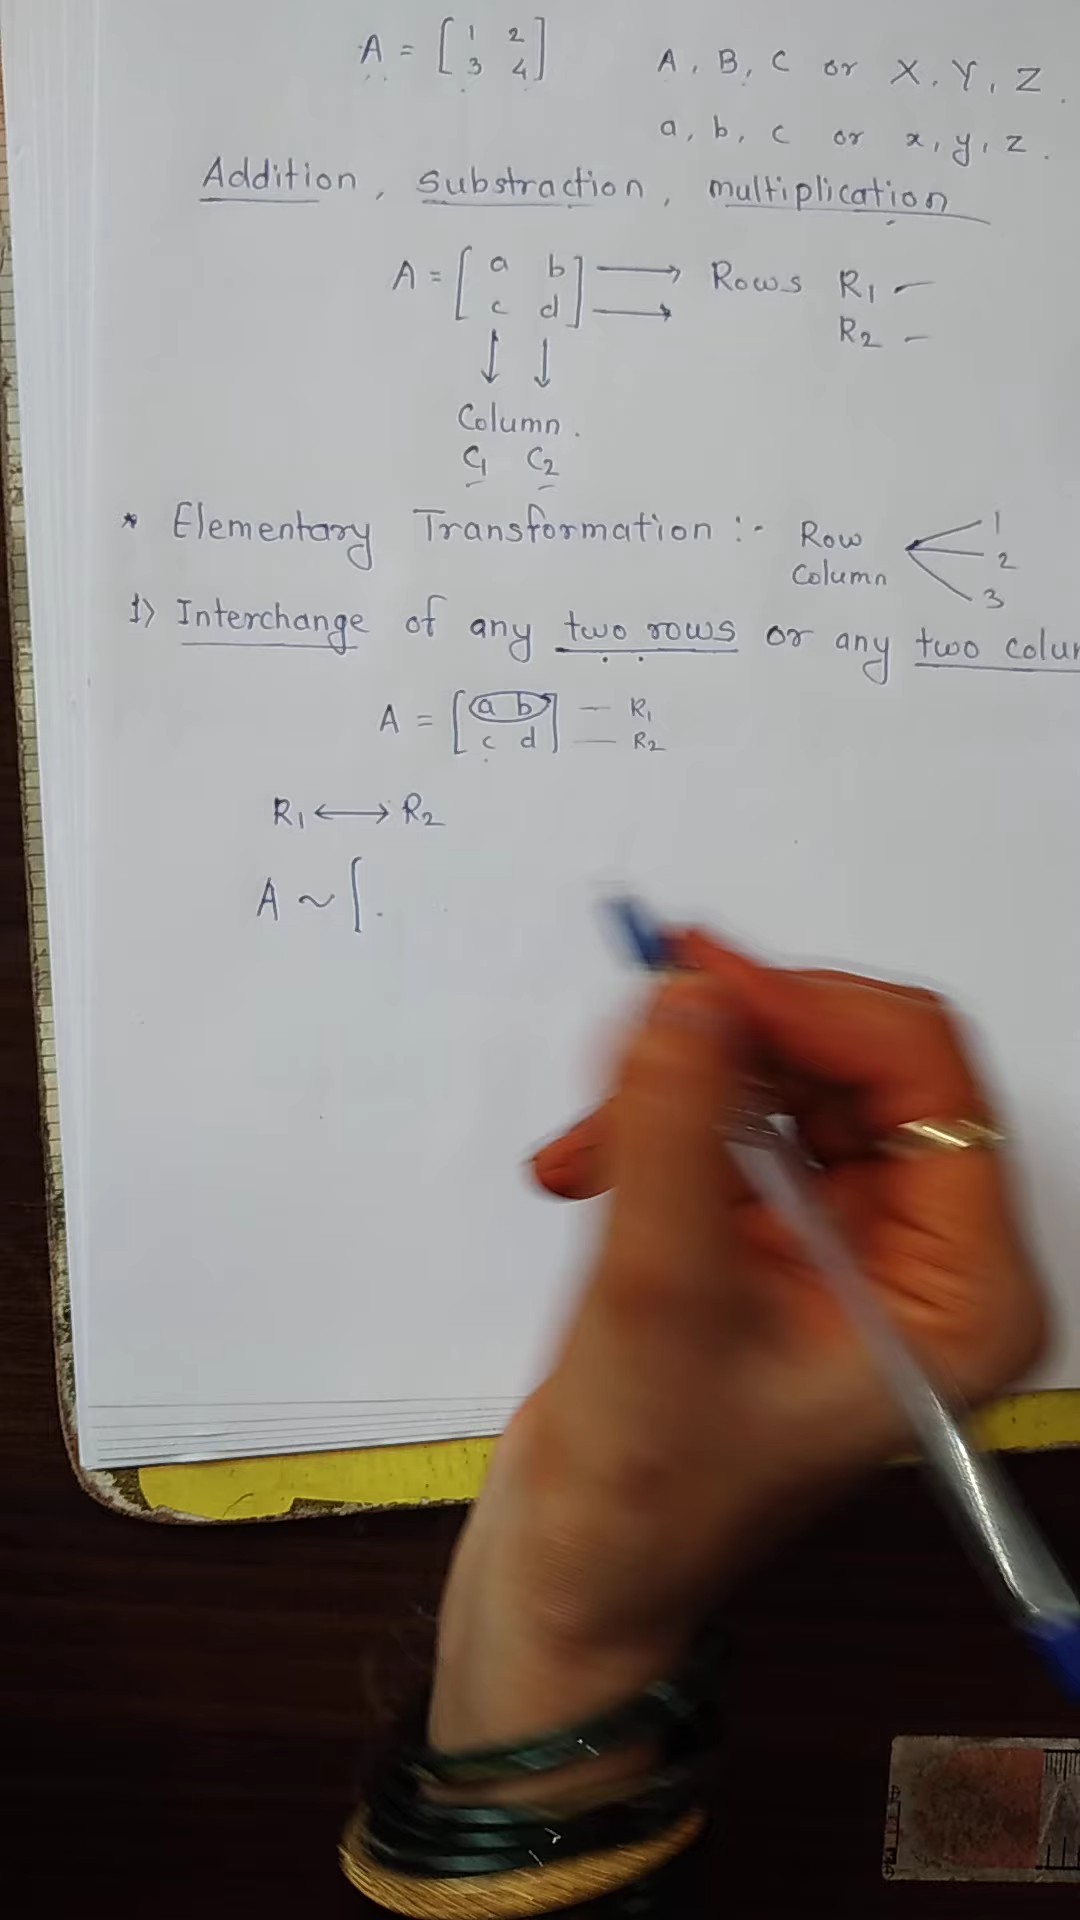 A = [ 1 2
3 4 ]
A, B, C or X, Y, Z.
a, b, c or x, y, z.
Addition, substraction, multiplication
A = [ a b
c d ] Rows R1 —
R2 —
Column.
C1 C2
* Elementary Transformation :- Row
Column
1
2
3
1) Interchange of any two rows or any two colum
A = [ a b
c d ] — R1
— R2
R1 ⟷ R2
A ~ [